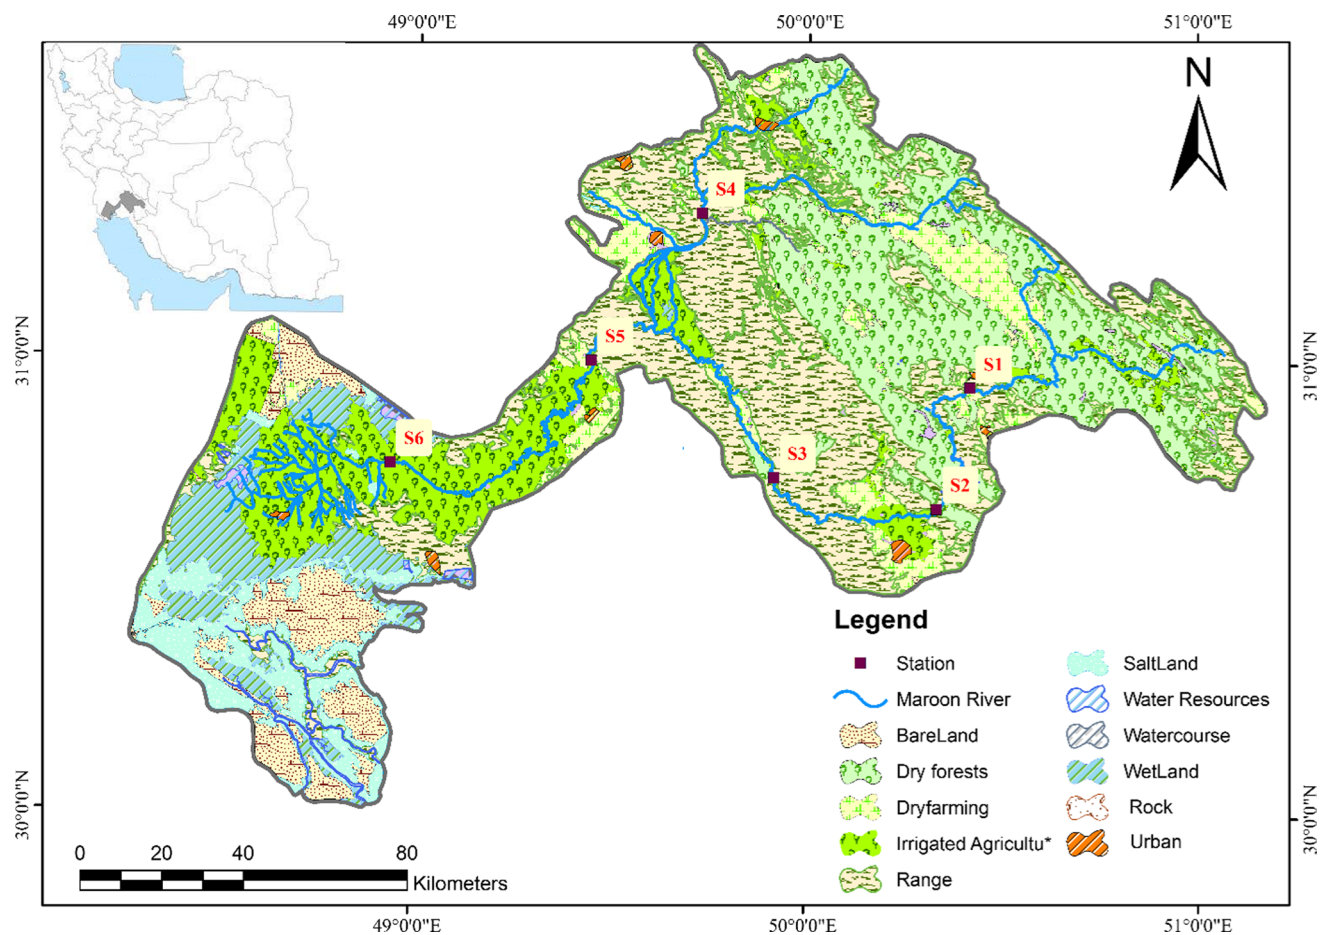 49°0'0"E 50°0'0"E 51°0'0"E
N
S4
31°0'0"N
S5
S1
31°0'0"N
S6
S3
S2
Legend
Station
Maroon River
BareLand
Dry forests
Dryfarming
Irrigated Agricultu*
Range
SaltLand
Water Resources
Watercourse
WetLand
Rock
Urban
30°0'0"N
30°0'0"N
0 20 40 80
Kilometers
49°0'0"E 50°0'0"E 51°0'0"E